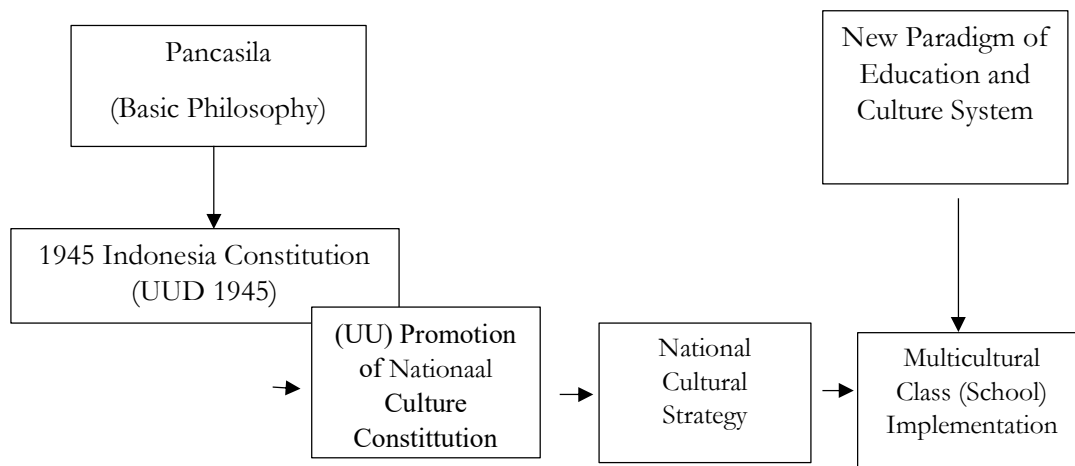 Pancasila
(Basic Philosophy)
New Paradigm of
Education and
Culture System
1945 Indonesia Constitution
(UUD 1945)
(UU) Promotion
of Nationaal
Culture
Constittution
National
Cultural
Strategy
Multicultural
Class (School)
Implementation